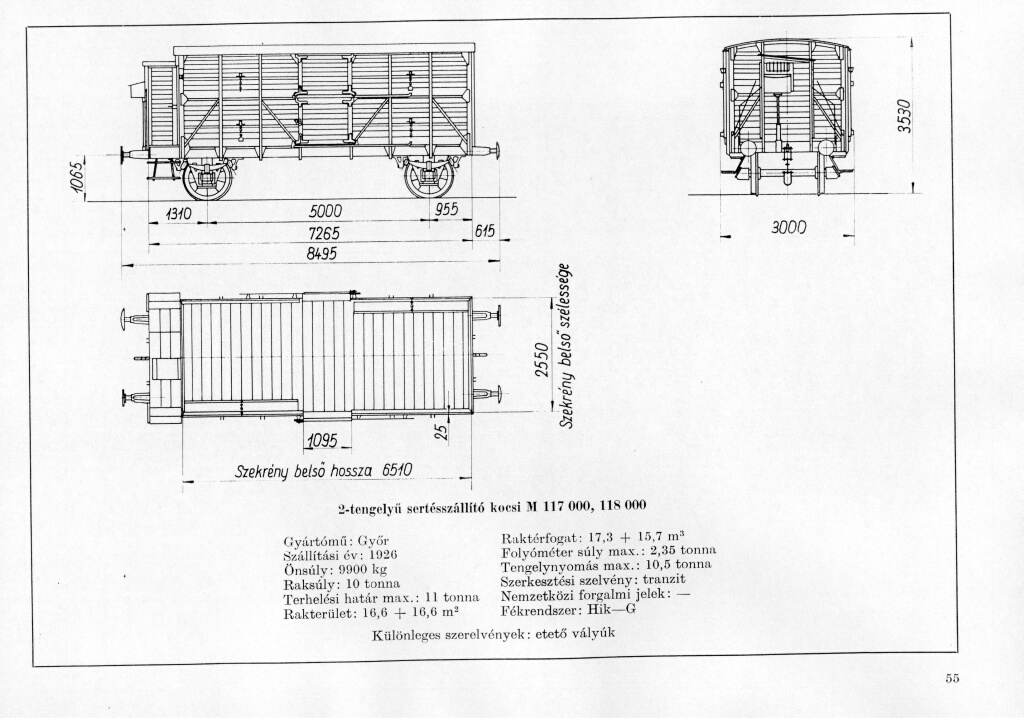 3530
1065
1310
5000
955
7265
615
8495
3000
2550
Szekrény belső szélessége
25
1095
Szekrény belső hossza 6510
2-tengelyű sertésszállító kocsi M 117 000, 118 000
Gyártómű: Győr
Szállítási év: 1926
Önsúly: 9900 kg
Raksúly: 10 tonna
Terhelési határ max.: 11 tonna
Rakterület: 16,6 + 16,6 m²
Raktérfogat: 17,3 + 15,7 m³
Folyóméter súly max.: 2,35 tonna
Tengelynyomás max.: 10,5 tonna
Szerkesztési szelvény: tranzit
Nemzetközi forgalmi jelek: —
Fékrendszer: Hik—G
Különleges szerelvények: etető vályúk
55